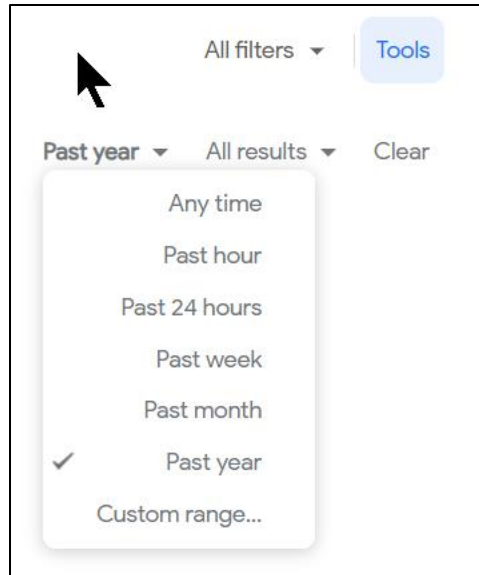 All filters Tools
Past year All results Clear
Any time
Past hour
Past 24 hours
Past week
Past month
Past year
Custom range...